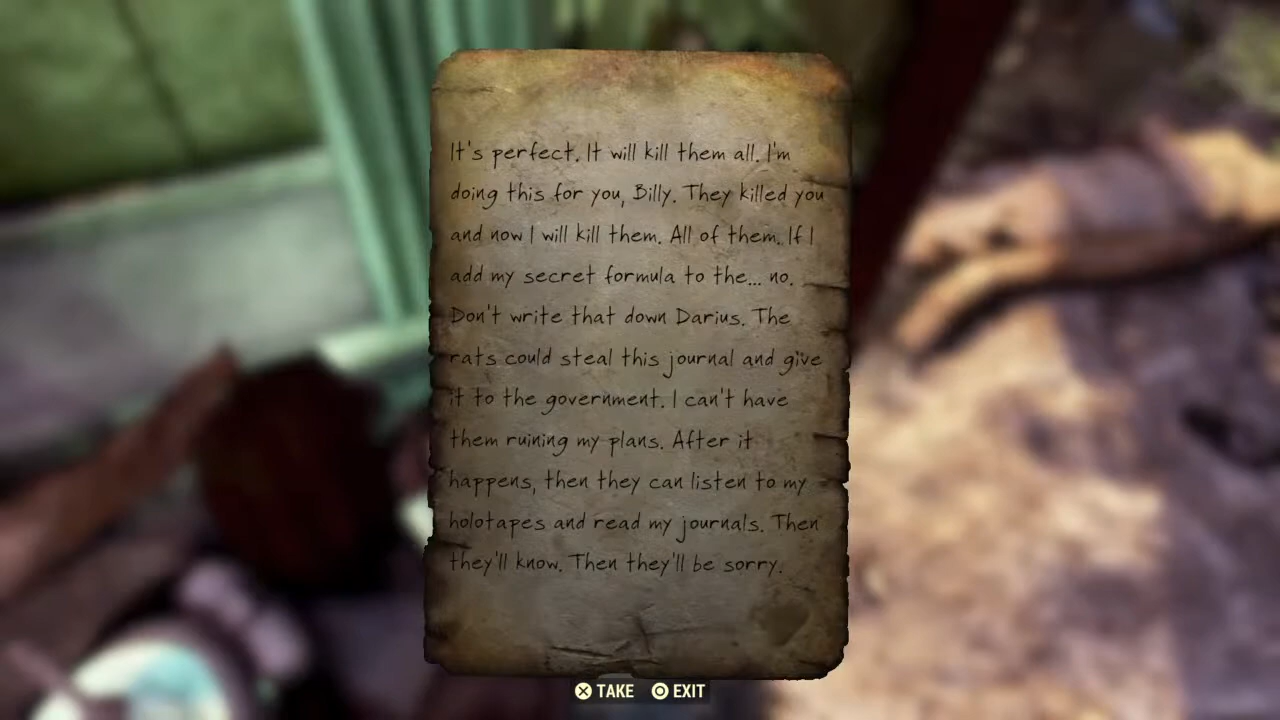 It's perfect. It will kill them all. I'm
doing this for you, Billy. They killed you
and now I will kill them. All of them. If I
add my secret formula to the... no.
Don't write that down Darius. The
rats could steal this journal and give
it to the government. I can't have
them ruining my plans. After it
happens, then they can listen to my
holotapes and read my journals. Then
they'll know. Then they'll be sorry.
TAKE EXIT